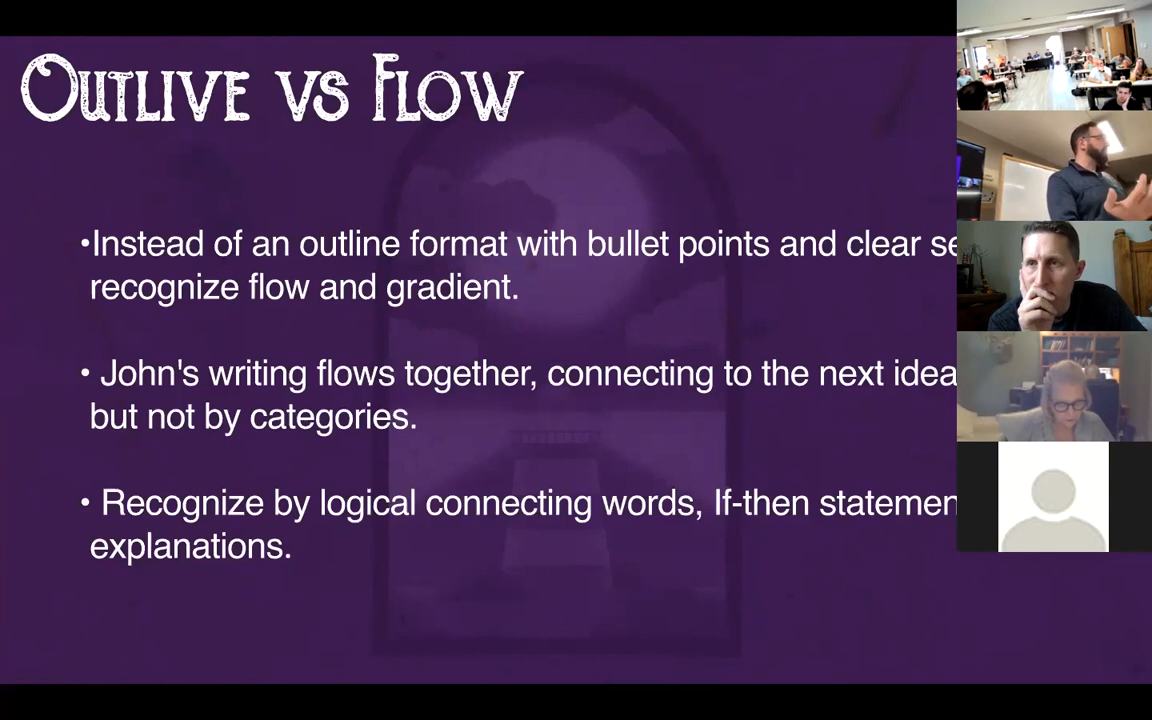 OUTLIVE VS FLOW
•Instead of an outline format with bullet points and clear se
recognize flow and gradient.
• John's writing flows together, connecting to the next idea
but not by categories.
• Recognize by logical connecting words, If-then statemen
explanations.